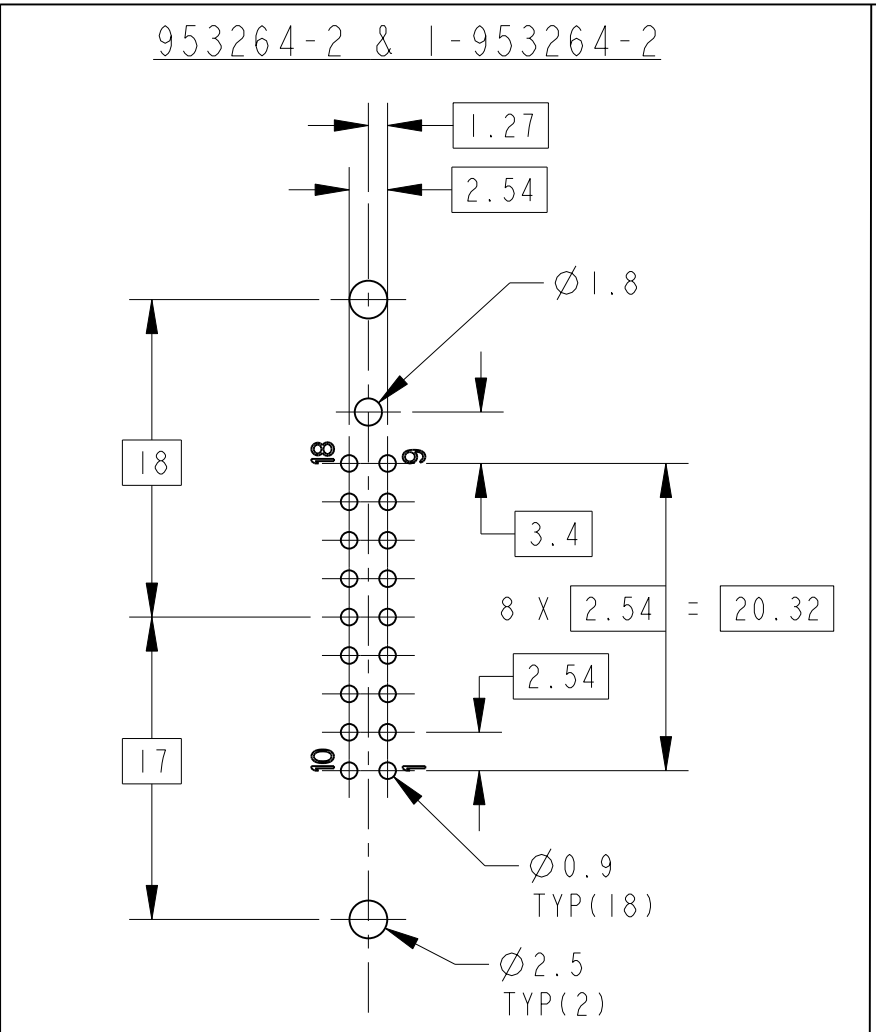 953264-2 & 1-953264-2
1.27
2.54
Ø1.8
18
9
18
3.4
8 X 2.54 = 20.32
2.54
17
10
1
Ø0.9
TYP(18)
Ø2.5
TYP(2)